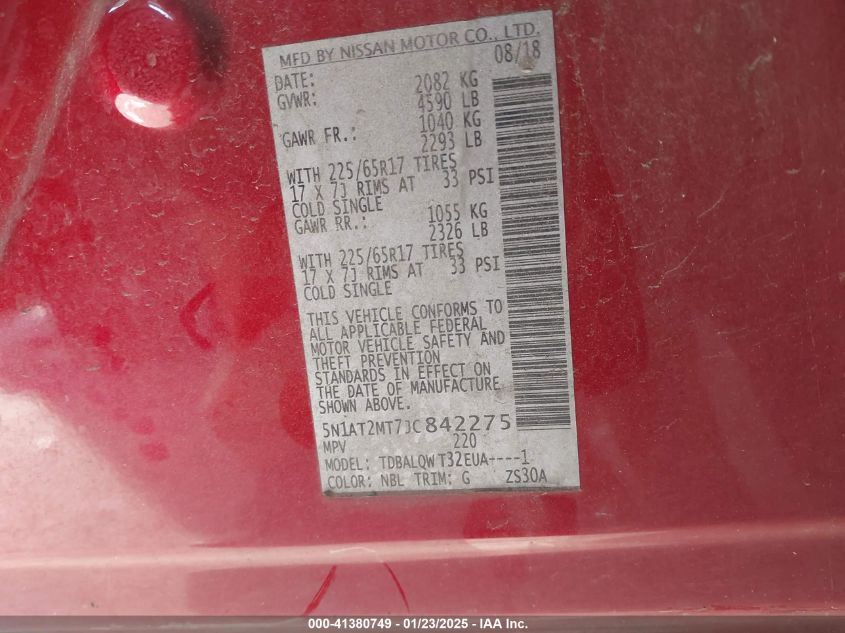 MFD BY NISSAN MOTOR CO., LTD.
DATE: 08/18
GVWR: 2082 KG
4590 LB
GAWR FR.: 1040 KG
2293 LB
WITH 225/65R17 TIRES
17 X 7J RIMS AT 33 PSI
COLD SINGLE
GAWR RR.: 1055 KG
2326 LB
WITH 225/65R17 TIRES
17 X 7J RIMS AT 33 PSI
COLD SINGLE
THIS VEHICLE CONFORMS TO
ALL APPLICABLE FEDERAL
MOTOR VEHICLE SAFETY AND
THEFT PREVENTION
STANDARDS IN EFFECT ON
THE DATE OF MANUFACTURE
SHOWN ABOVE.
5N1AT2MT7JC842275
MPV 220
MODEL: TDBALQWT32EUA----1
COLOR: NBL TRIM: G ZS30A
000-41380749 — 01/23/2025 — IAA Inc.